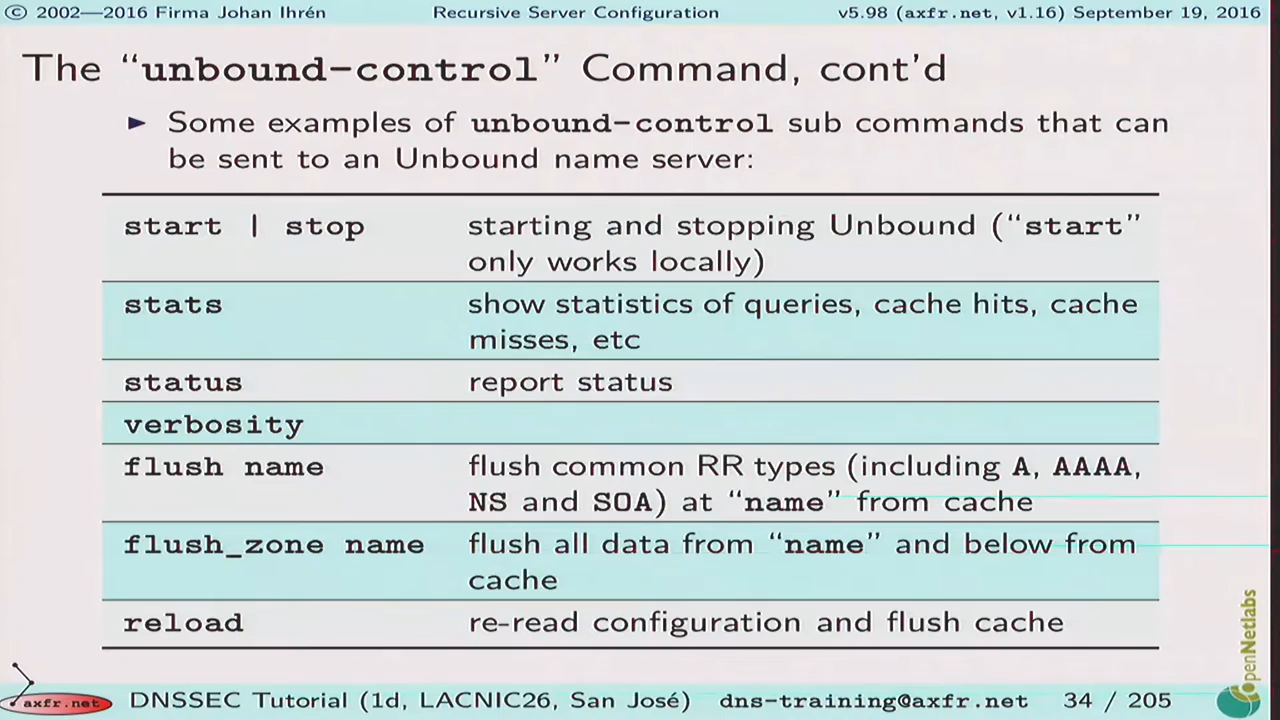 © 2002—2016 Firma Johan Ihrén Recursive Server Configuration v5.98 (axfr.net, v1.16) September 19, 2016
The “unbound-control” Command, cont'd
► Some examples of unbound-control sub commands that can
be sent to an Unbound name server:
start | stop starting and stopping Unbound (“start”
only works locally)
stats show statistics of queries, cache hits, cache
misses, etc
status report status
verbosity
flush name flush common RR types (including A, AAAA,
NS and SOA) at “name” from cache
flush_zone name flush all data from “name” and below from
cache
reload re-read configuration and flush cache
OpenNetlabs
axfr.net DNSSEC Tutorial (1d, LACNIC26, San José) dns-training@axfr.net 34 / 205